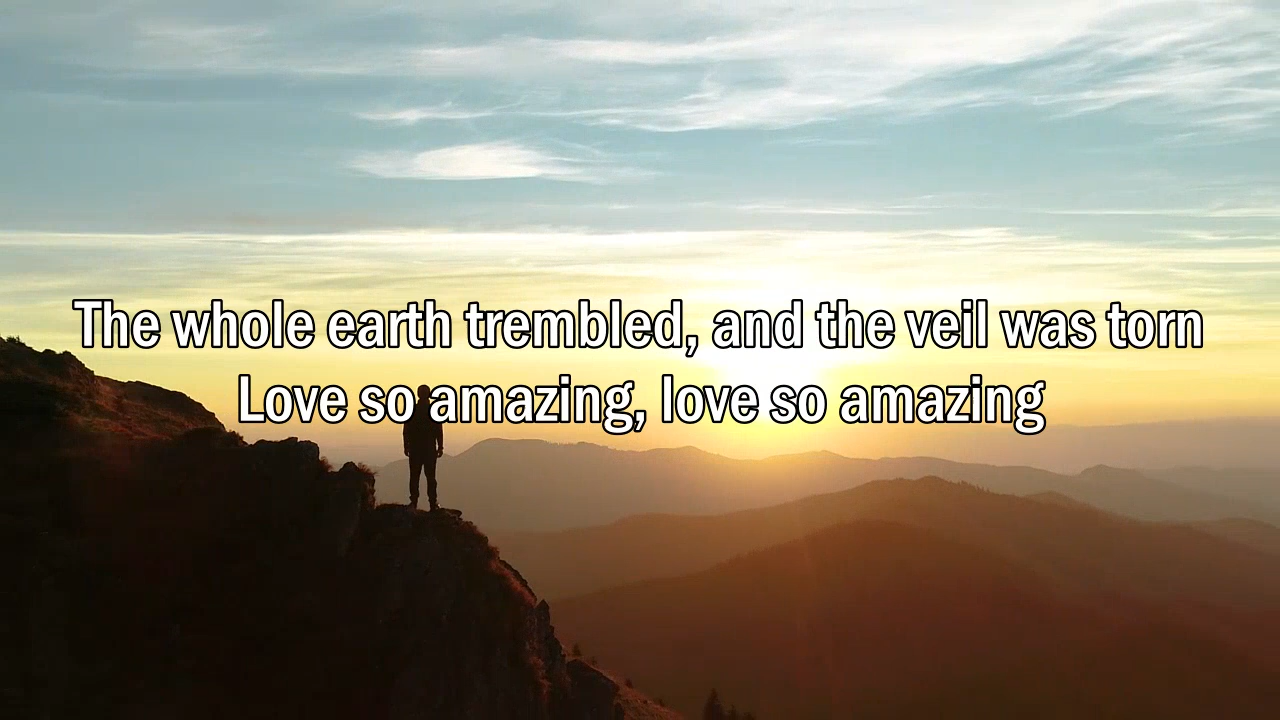 The whole earth trembled, and the veil was torn
Love so amazing, love so amazing